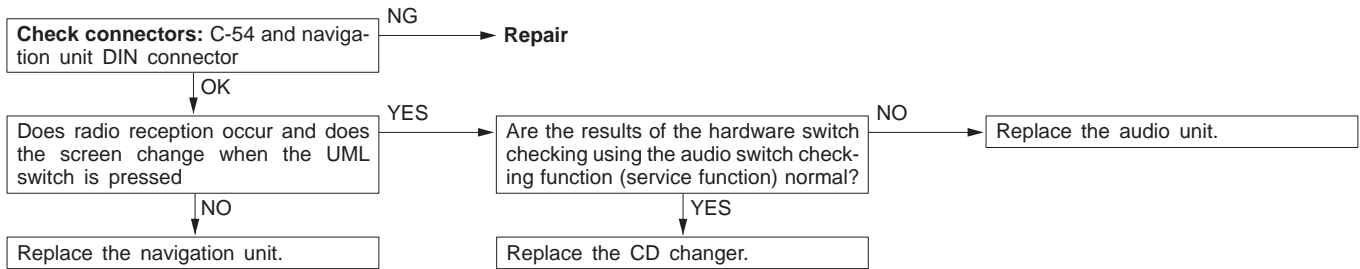 Check connectors: C-54 and naviga-
tion unit DIN connector
NG
Repair
OK
Does radio reception occur and does
the screen change when the UML
switch is pressed
YES
Are the results of the hardware switch
checking using the audio switch check-
ing function (service function) normal?
NO
Replace the audio unit.
NO
Replace the navigation unit.
YES
Replace the CD changer.